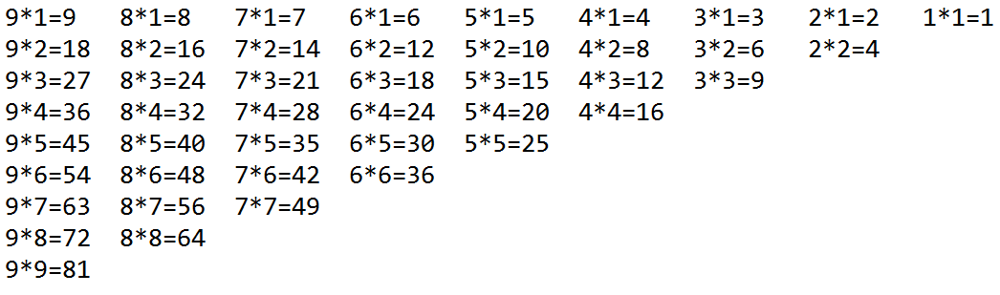 9*1=9 8*1=8 7*1=7 6*1=6 5*1=5 4*1=4 3*1=3 2*1=2 1*1=1
9*2=18 8*2=16 7*2=14 6*2=12 5*2=10 4*2=8 3*2=6 2*2=4
9*3=27 8*3=24 7*3=21 6*3=18 5*3=15 4*3=12 3*3=9
9*4=36 8*4=32 7*4=28 6*4=24 5*4=20 4*4=16
9*5=45 8*5=40 7*5=35 6*5=30 5*5=25
9*6=54 8*6=48 7*6=42 6*6=36
9*7=63 8*7=56 7*7=49
9*8=72 8*8=64
9*9=81